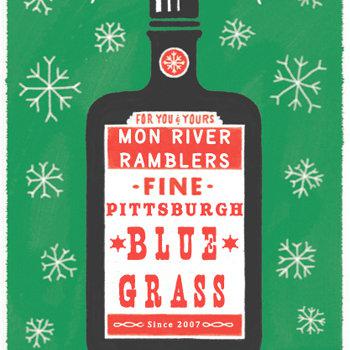 FOR YOU & YOURS
MON RIVER
RAMBLERS
-FINE-
PITTSBURGH
BLUE
GRASS
Since 2007